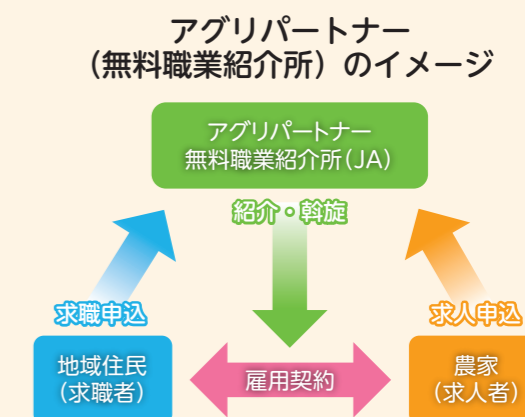 アグリパートナー
（無料職業紹介所）のイメージ
アグリパートナー
無料職業紹介所(JA)
紹介・斡旋
求職申込
求人申込
地域住民
（求職者）
雇用契約
農家
（求人者）